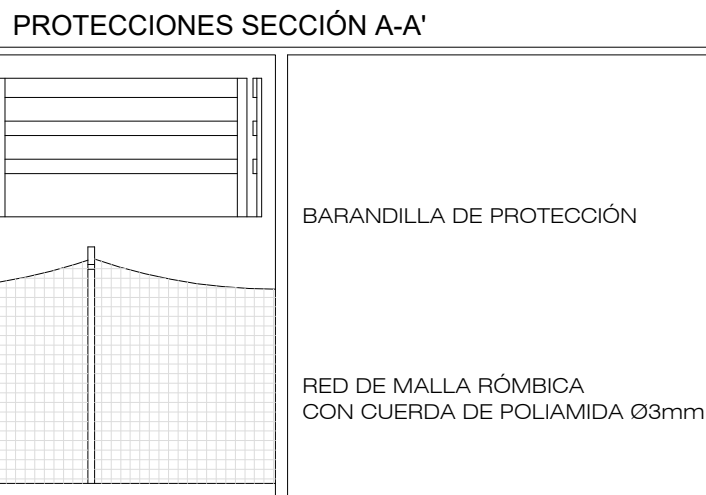 PROTECCIONES SECCIÓN A-A'
BARANDILLA DE PROTECCIÓN
RED DE MALLA RÓMBICA
CON CUERDA DE POLIAMIDA Ø3mm